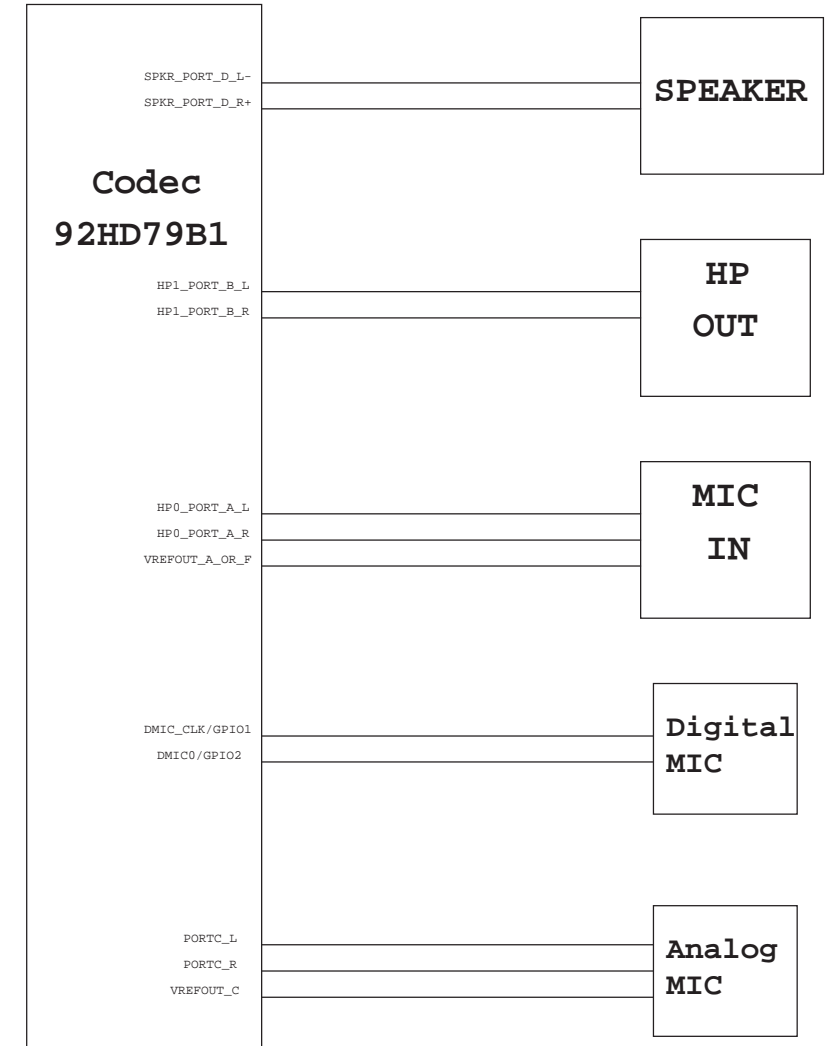 SPKR_PORT_D_L-
SPKR_PORT_D_R+
SPEAKER
Codec
92HD79B1
HP1_PORT_B_L
HP1_PORT_B_R
HP
OUT
HP0_PORT_A_L
HP0_PORT_A_R
VREFOUT_A_OR_F
MIC
IN
DMIC_CLK/GPIO1
DMIC0/GPIO2
Digital
MIC
PORTC_L
PORTC_R
VREFOUT_C
Analog
MIC